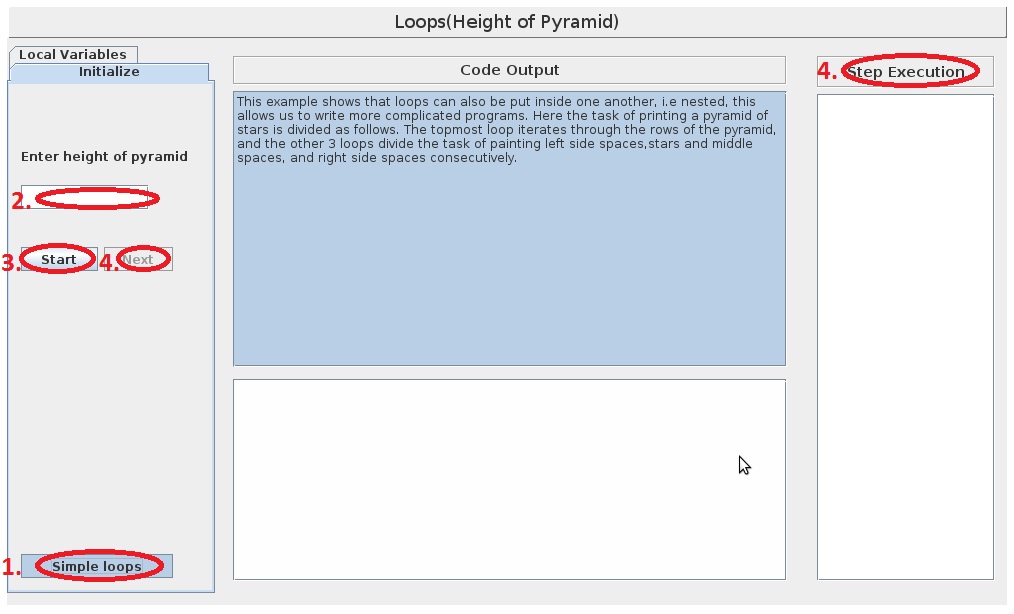 Loops(Height of Pyramid)
Local Variables
Initialize
Enter height of pyramid
2.
3. Start 4. Next
1. Simple loops
Code Output
This example shows that loops can also be put inside one another, i.e nested, this
allows us to write more complicated programs. Here the task of printing a pyramid of
stars is divided as follows. The topmost loop iterates through the rows of the pyramid,
and the other 3 loops divide the task of painting left side spaces,stars and middle
spaces, and right side spaces consecutively.
4. Step Execution